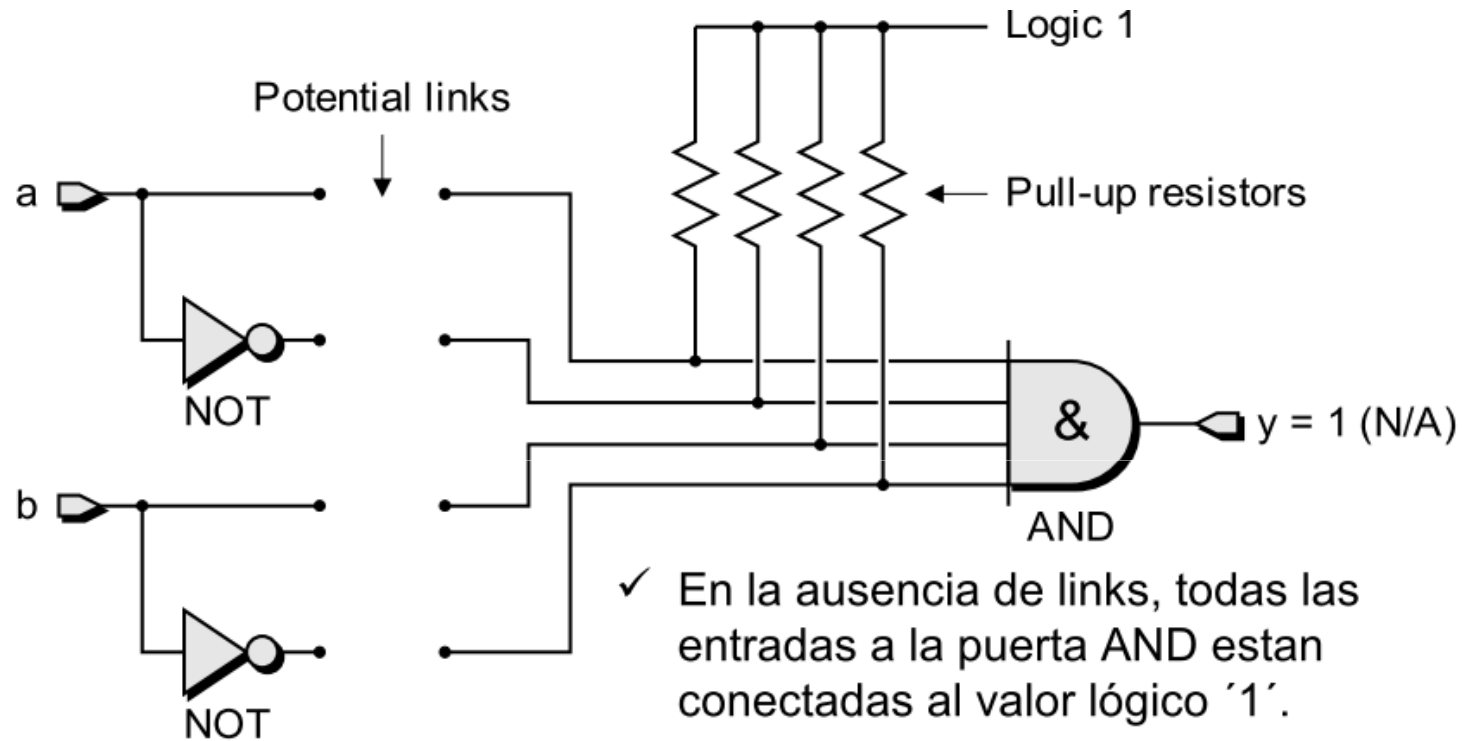 Logic 1
Potential links
a
Pull-up resistors
NOT
&
y = 1 (N/A)
b
AND
NOT
✓ En la ausencia de links, todas las
entradas a la puerta AND estan
conectadas al valor lógico ´1´.